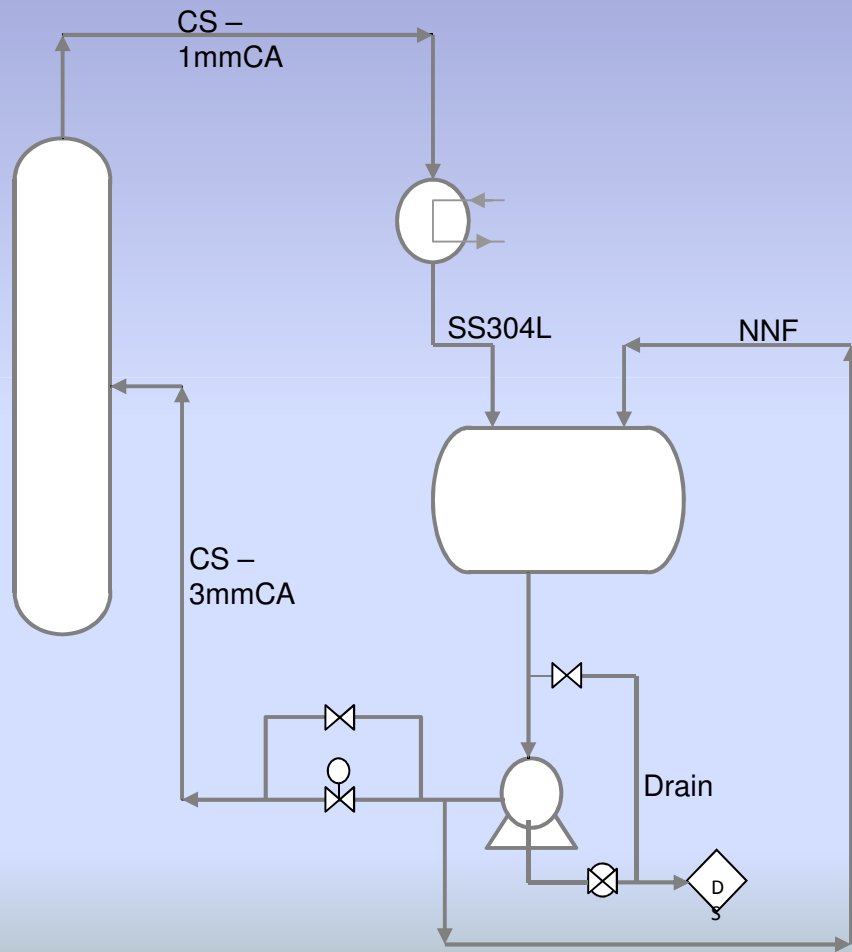 CS –
1mmCA
SS304L
NNF
CS –
3mmCA
Drain
D
S